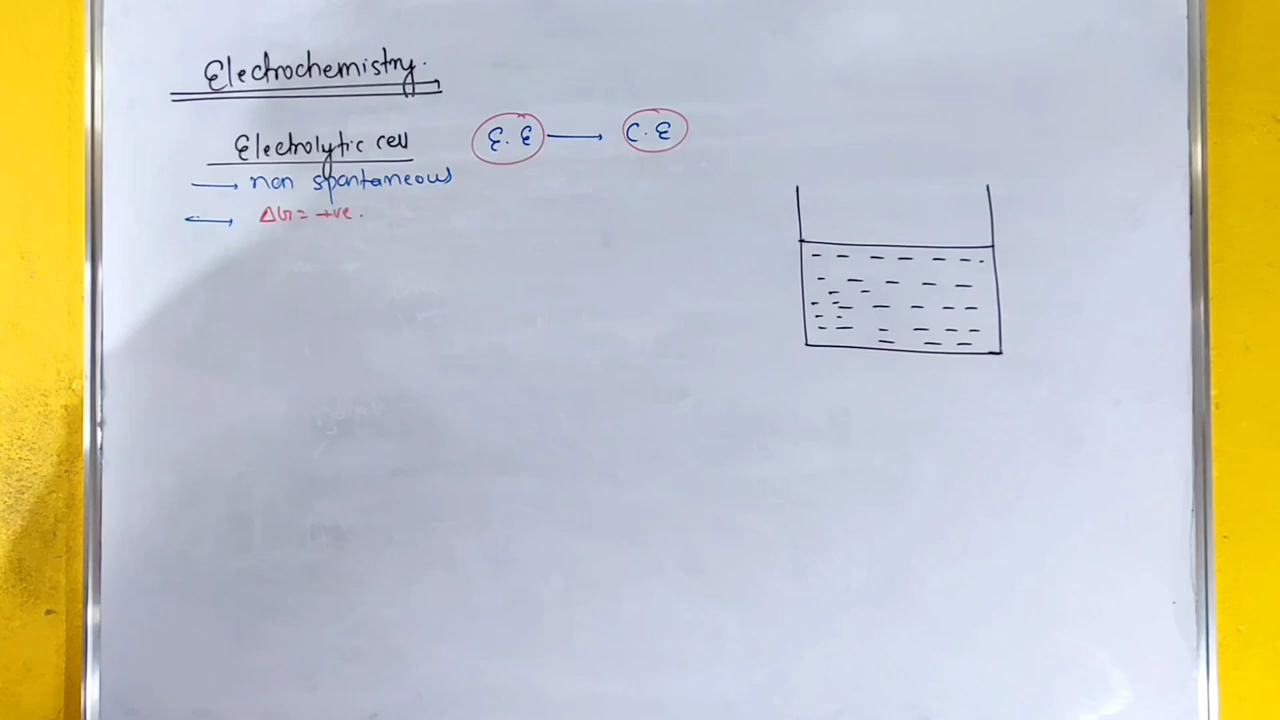 Electrochemistry.
Electrolytic cell E.E → C.E
→ non spontaneous
→ ΔG = +ve.